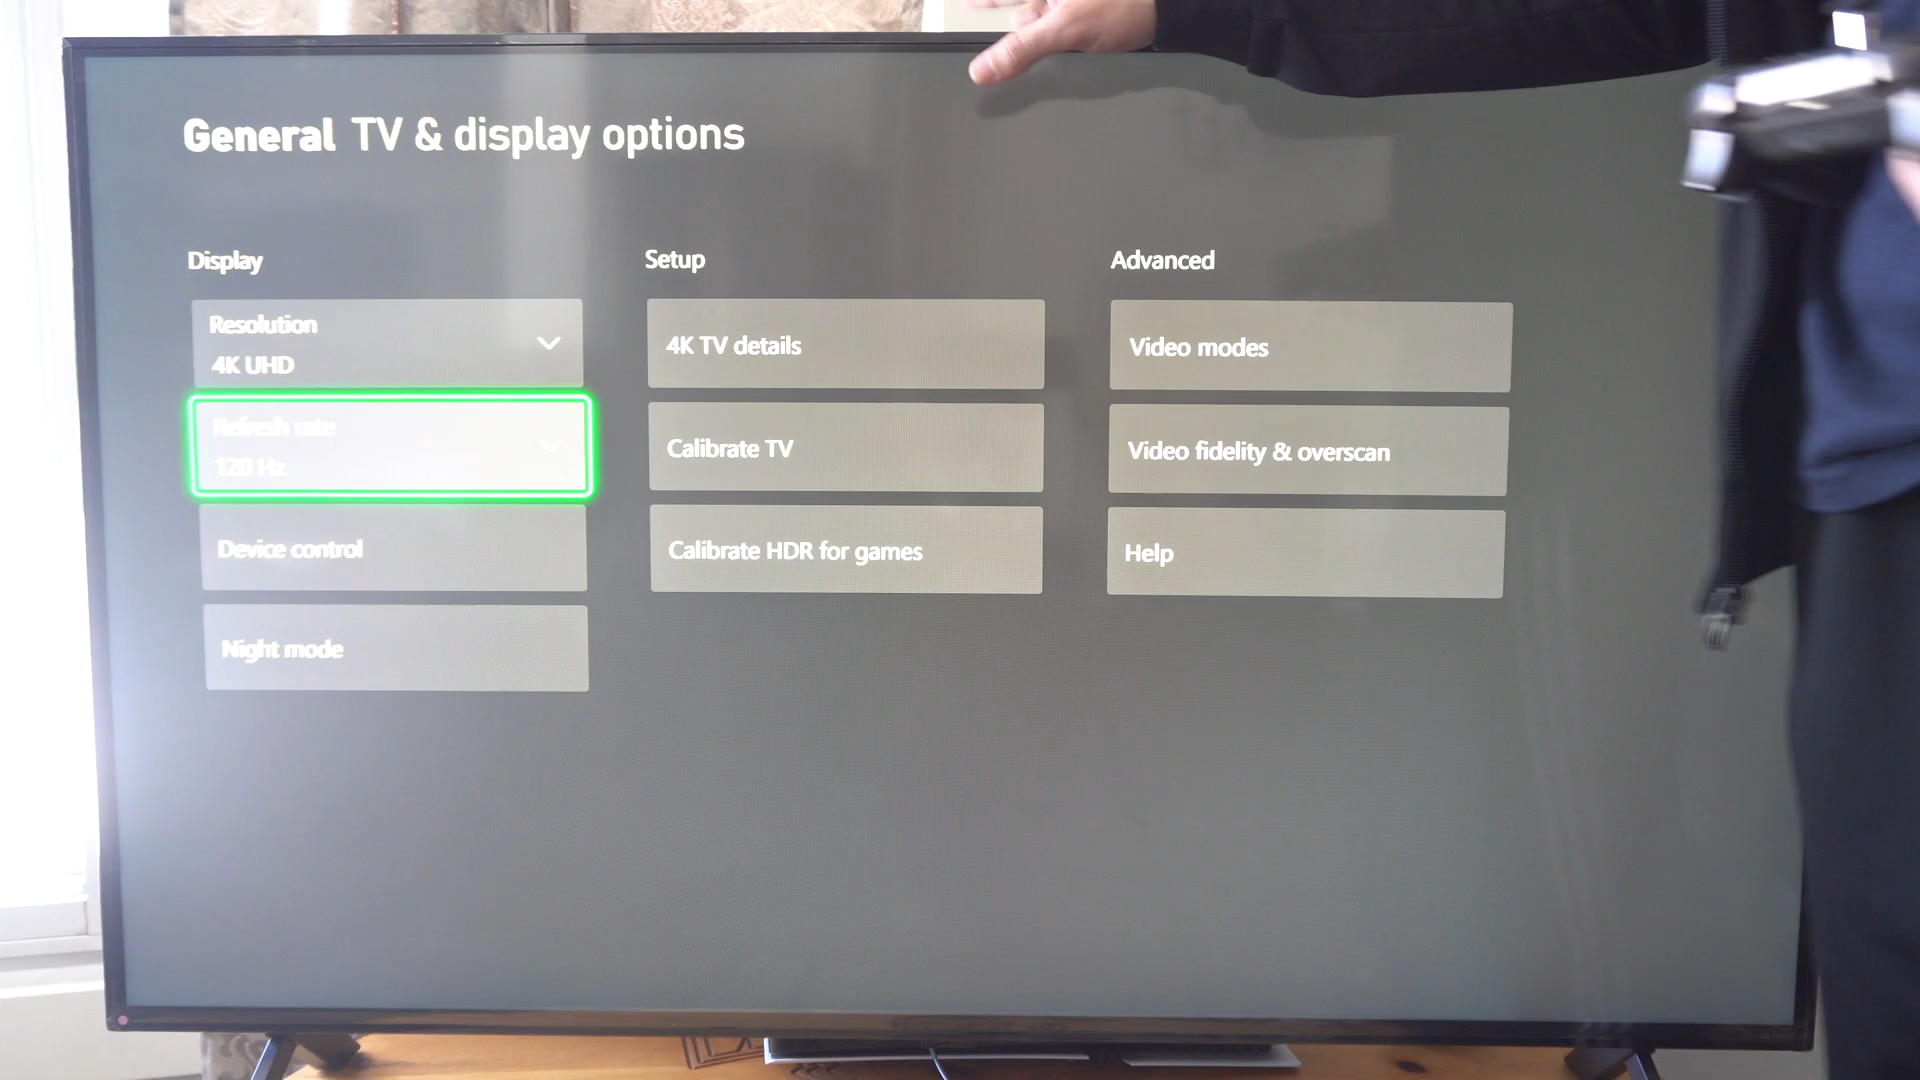 General TV & display options
Display
Resolution
4K UHD
Refresh rate
120 Hz
Device control
Night mode
Setup
4K TV details
Calibrate TV
Calibrate HDR for games
Advanced
Video modes
Video fidelity & overscan
Help